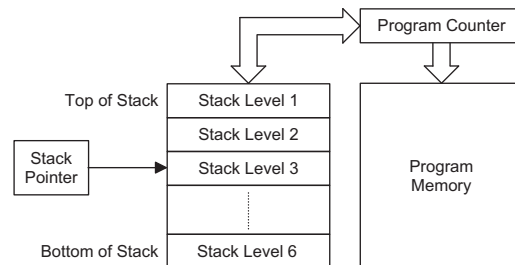 Program Counter
Top of Stack
Stack Level 1
Stack Level 2
Stack
Pointer
Stack Level 3
Program
Memory
Bottom of Stack
Stack Level 6